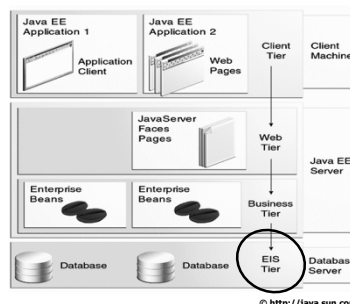 Java EE
Application 1
Application
Client
Java EE
Application 2
Web
Pages
Client
Tier
Client
Machine
JavaServer
Faces
Pages
Web
Tier
Java EE
Server
Enterprise
Beans
Enterprise
Beans
Business
Tier
Database
Database
EIS
Tier
Database
Server
© http://java.sun.co